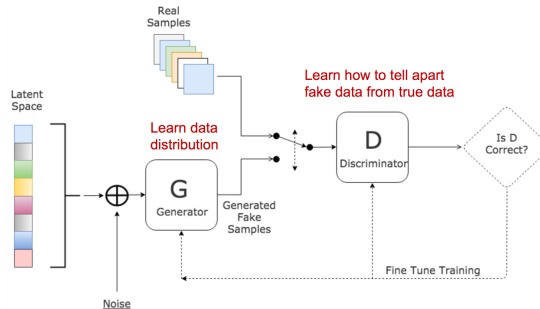 Real
Samples
Latent
Space
Learn data
distribution
Learn how to tell apart
fake data from true data
G
Generator
Generated
Fake
Samples
D
Discriminator
Is D
Correct?
Fine Tune Training
Noise